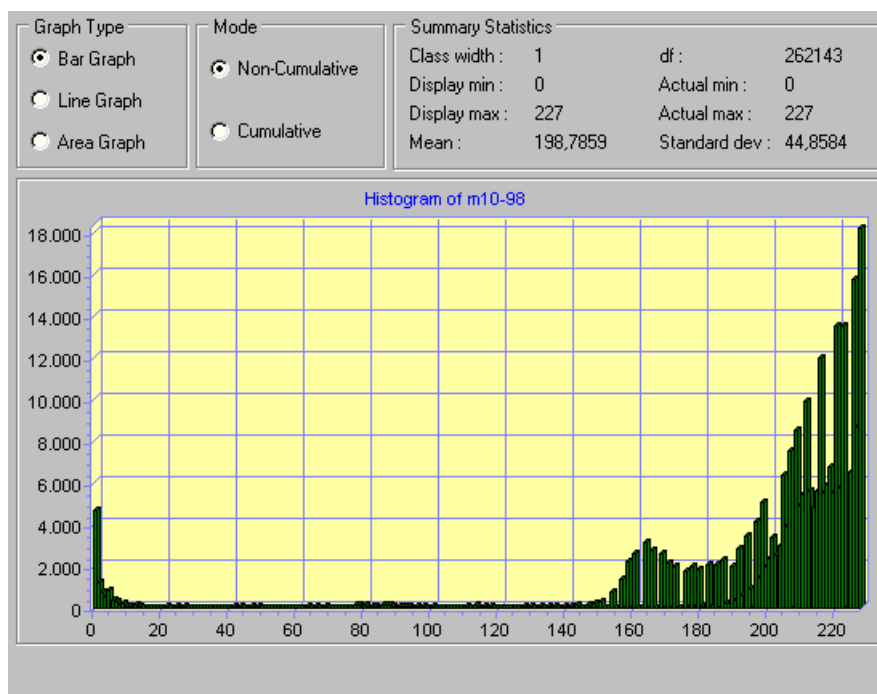 Graph Type
Bar Graph
Line Graph
Area Graph
Mode
Non-Cumulative
Cumulative
Summary Statistics
Class width : 1 df : 262143
Display min : 0 Actual min : 0
Display max : 227 Actual max : 227
Mean : 198,7859 Standard dev : 44,8584
Histogram of m10-98
18.000
16.000
14.000
12.000
10.000
8.000
6.000
4.000
2.000
0
0 20 40 60 80 100 120 140 160 180 200 220